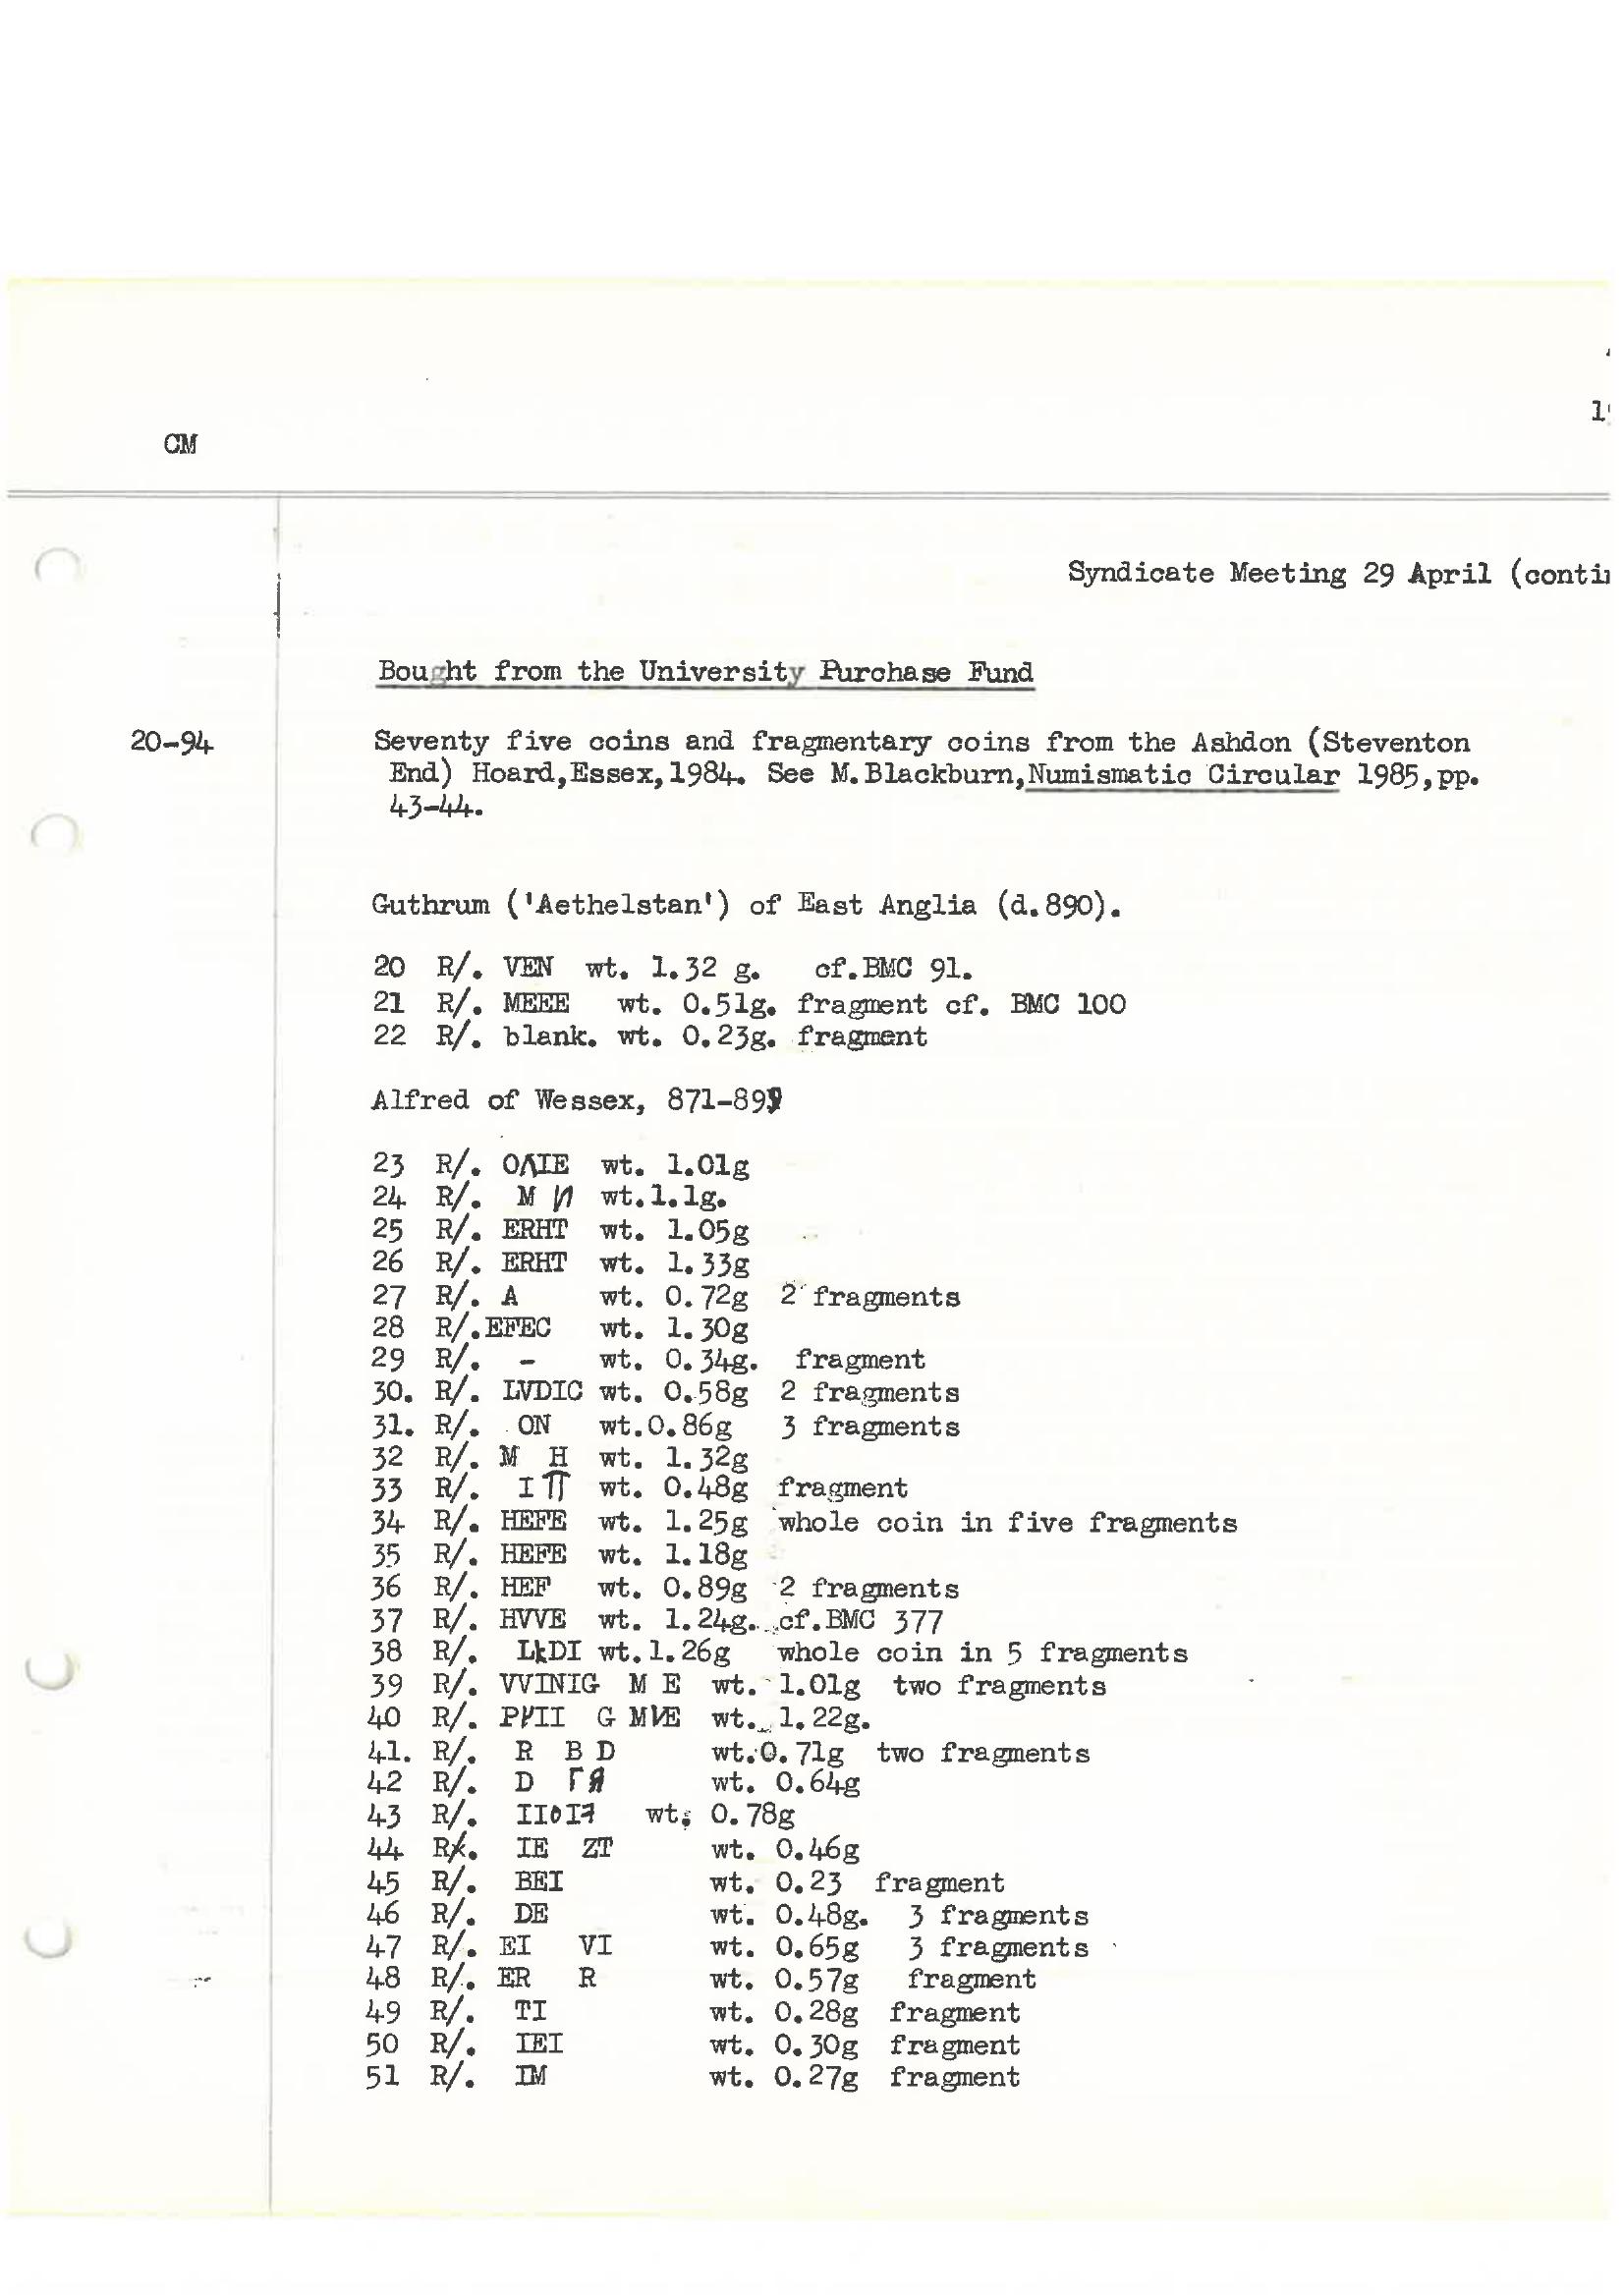 CM
Syndicate Meeting 29 April (contin
Bought from the University Purchase Fund
20-94 Seventy five coins and fragmentary coins from the Ashdon (Steventon
End) Hoard,Essex,1984. See M.Blackburn,Numismatic Circular 1985,pp.
43-44.
Guthrum ('Aethelstan') of East Anglia (d.890).
20 R/. VEN wt. 1.32 g. cf.BMC 91.
21 R/. MEEE wt. 0.51g. fragment cf. BMC 100
22 R/. blank. wt. 0.23g. fragment
Alfred of Wessex, 871-899
23 R/. OΛIE wt. 1.01g
24 R/. M И wt.1.1g.
25 R/. ERHT wt. 1.05g
26 R/. ERHT wt. 1.33g
27 R/. A wt. 0.72g 2 fragments
28 R/.EFEC wt. 1.30g
29 R/. - wt. 0.34g. fragment
30. R/. LVDIC wt. 0.58g 2 fragments
31. R/. ON wt.0.86g 3 fragments
32 R/. M H wt. 1.32g
33 R/. I Π wt. 0.48g fragment
34 R/. HEFE wt. 1.25g whole coin in five fragments
35 R/. HEFE wt. 1.18g
36 R/. HEF wt. 0.89g 2 fragments
37 R/. HVVE wt. 1.24g. cf.BMC 377
38 R/. wt.1.26g whole coin in 5 fragments
39 R/. VVINIG M E wt. 1.01g two fragments
40 R/. G wt. 1.22g.
41. R/. R B D wt.0.71g two fragments
42 R/. D ГЯ wt. 0.64g
43 R/. wt. 0.78g
44 R/. IE ZT wt. 0.46g
45 R/. BEI wt. 0.23 fragment
46 R/. DE wt. 0.48g. 3 fragments
47 R/. EI VI wt. 0.65g 3 fragments
48 R/. ER R wt. 0.57g fragment
49 R/. TI wt. 0.28g fragment
50 R/. IEI wt. 0.30g fragment
51 R/. IM wt. 0.27g fragment